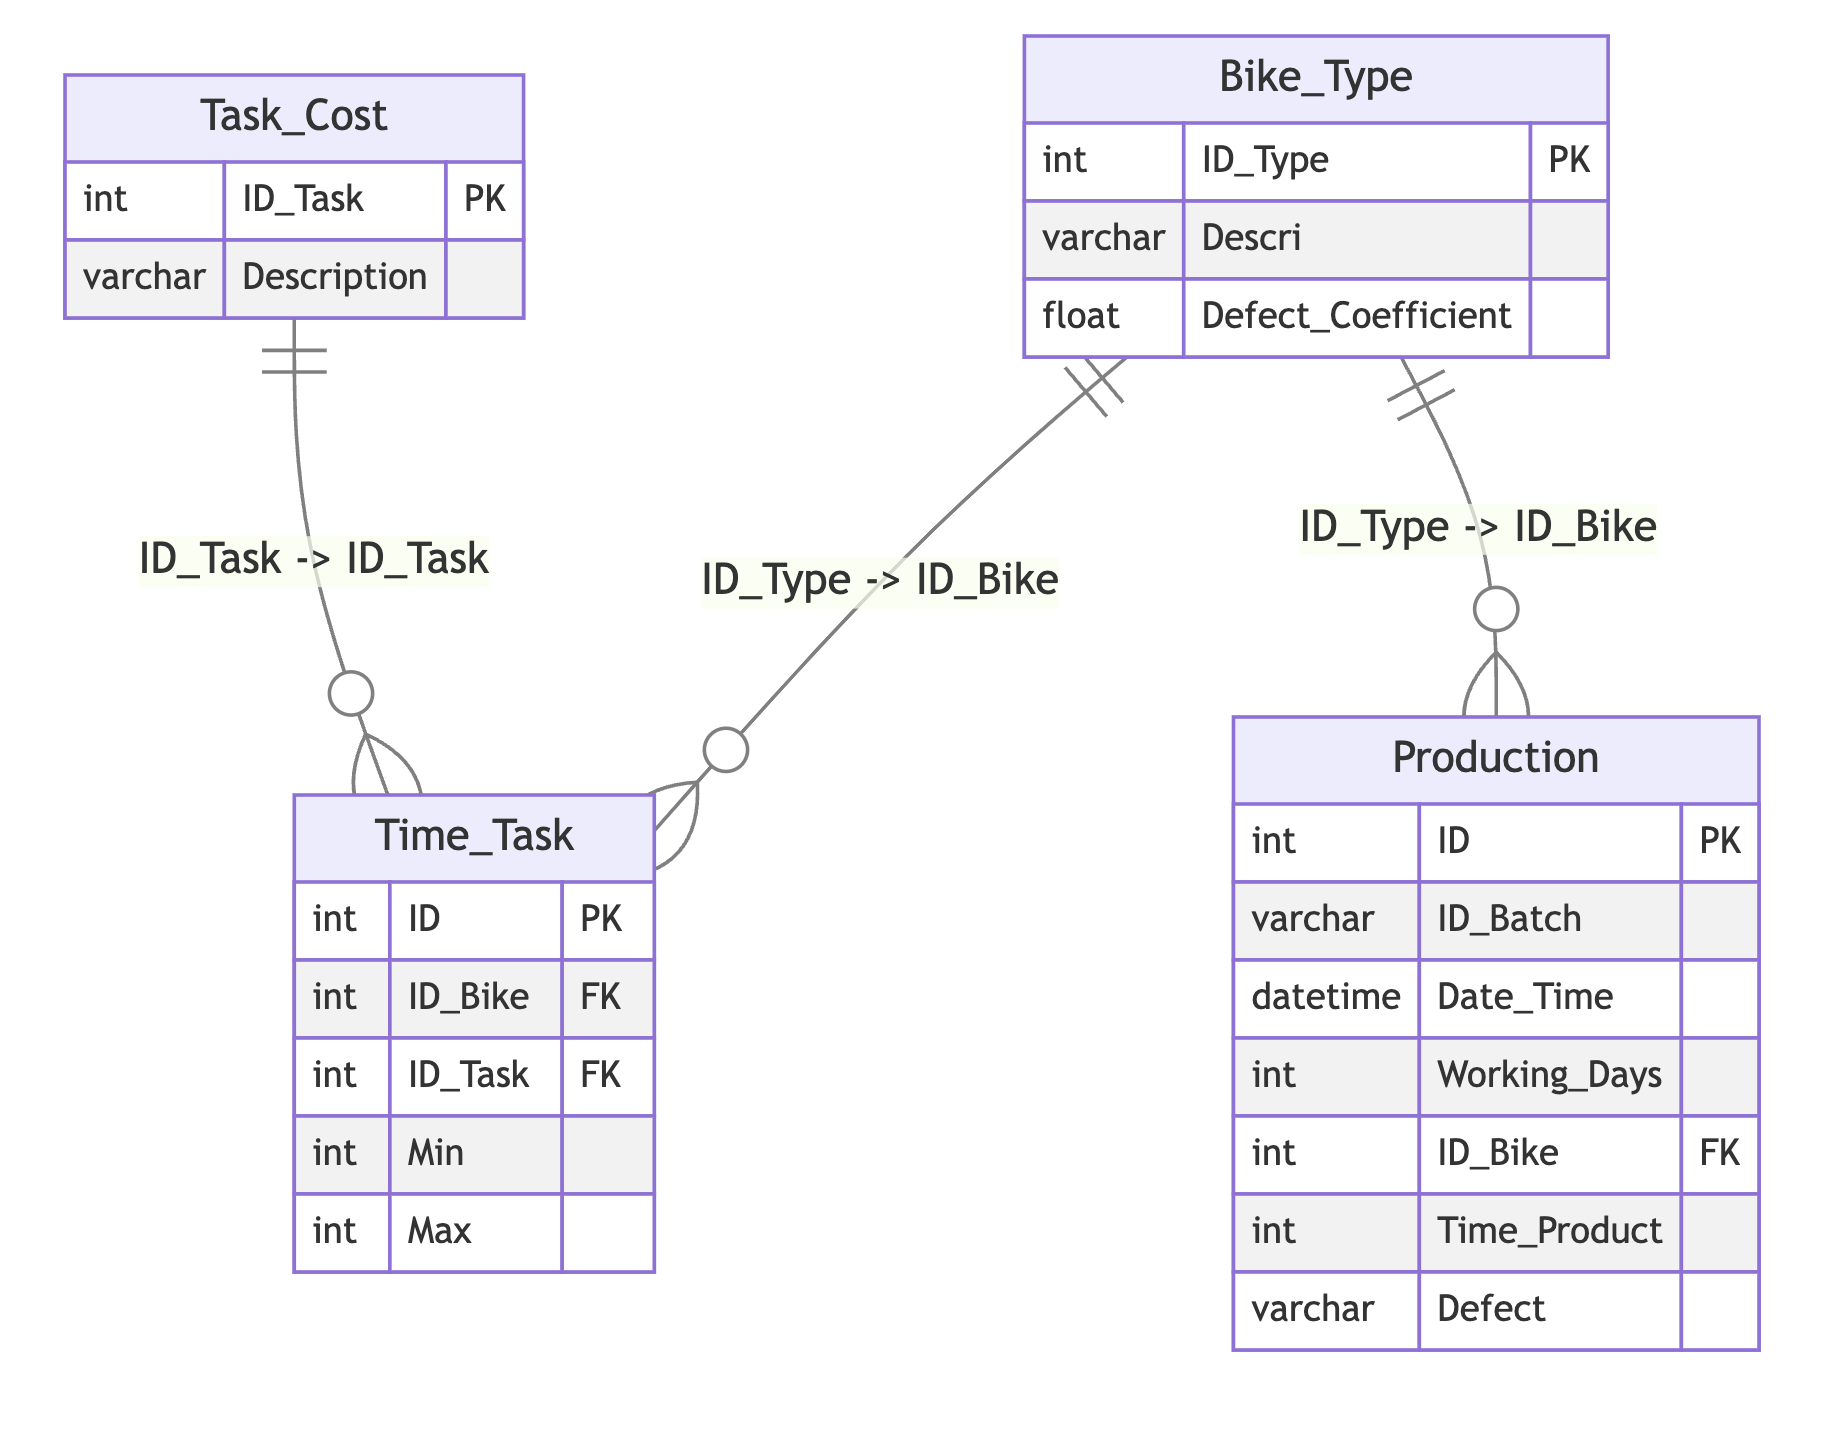 Task_Cost
int ID_Task PK
varchar Description
Bike_Type
int ID_Type PK
varchar Descri
float Defect_Coefficient
ID_Task -> ID_Task
ID_Type -> ID_Bike
ID_Type -> ID_Bike
Time_Task
int ID PK
int ID_Bike FK
int ID_Task FK
int Min
int Max
Production
int ID PK
varchar ID_Batch
datetime Date_Time
int Working_Days
int ID_Bike FK
int Time_Product
varchar Defect